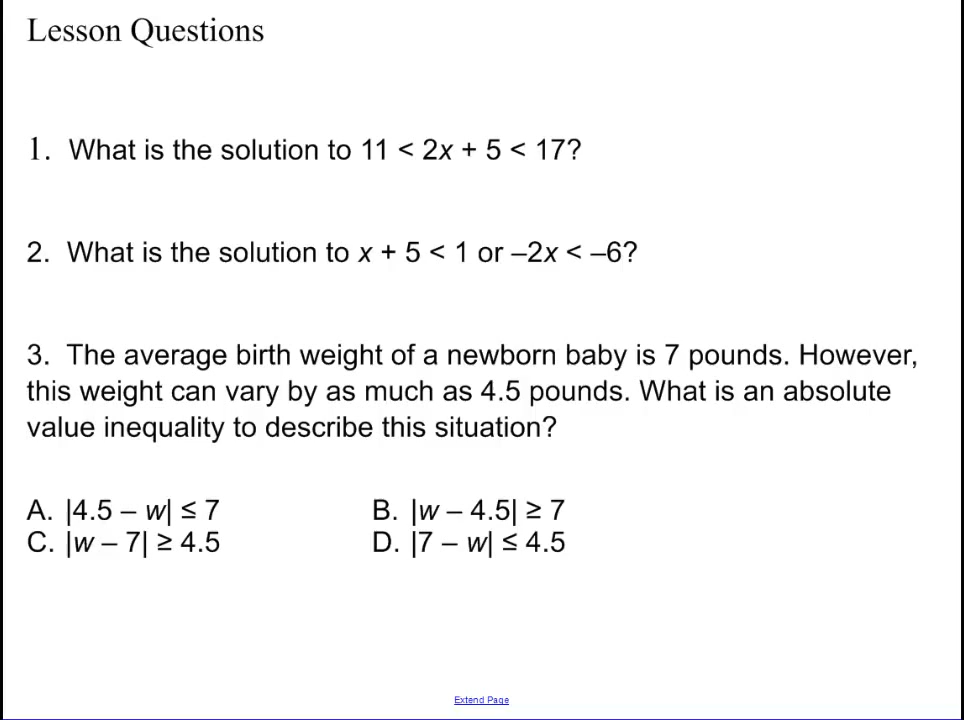 Lesson Questions
1. What is the solution to 11 < 2x + 5 < 17?
2. What is the solution to x + 5 < 1 or –2x < –6?
3. The average birth weight of a newborn baby is 7 pounds. However,
this weight can vary by as much as 4.5 pounds. What is an absolute
value inequality to describe this situation?
A. |4.5 – w| ≤ 7 B. |w – 4.5| ≥ 7
C. |w – 7| ≥ 4.5 D. |7 – w| ≤ 4.5
Extend Page